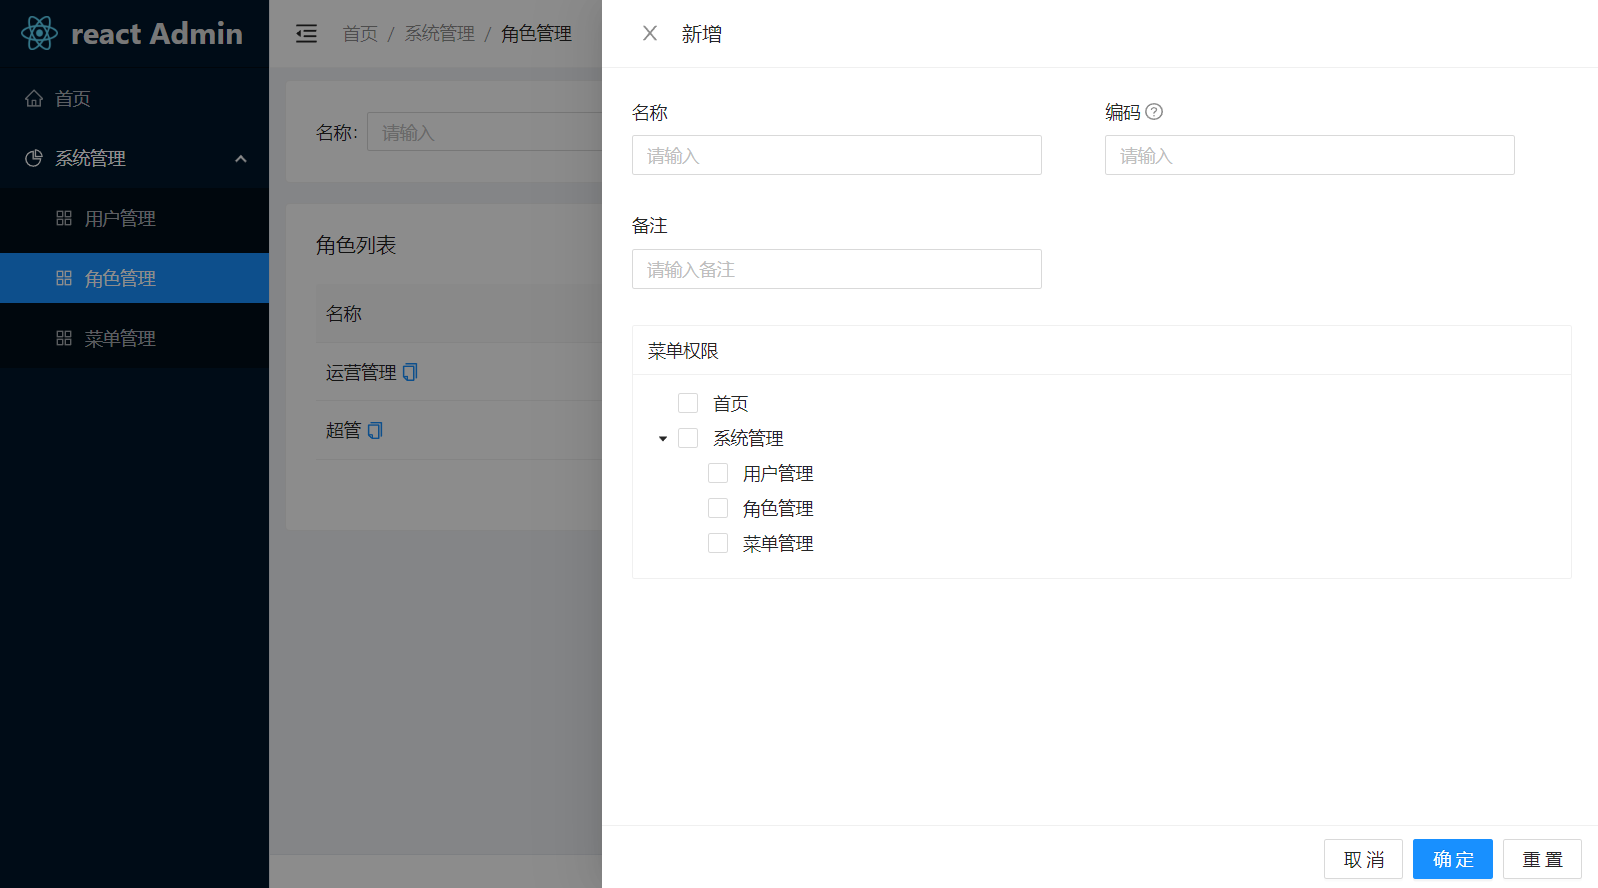 react Admin
首页
系统管理
用户管理
角色管理
菜单管理
首页 / 系统管理 / 角色管理
名称: 请输入
角色列表
名称
运营管理
超管
新增
名称
请输入
编码
请输入
备注
请输入备注
菜单权限
首页
系统管理
用户管理
角色管理
菜单管理
取 消
确 定
重 置